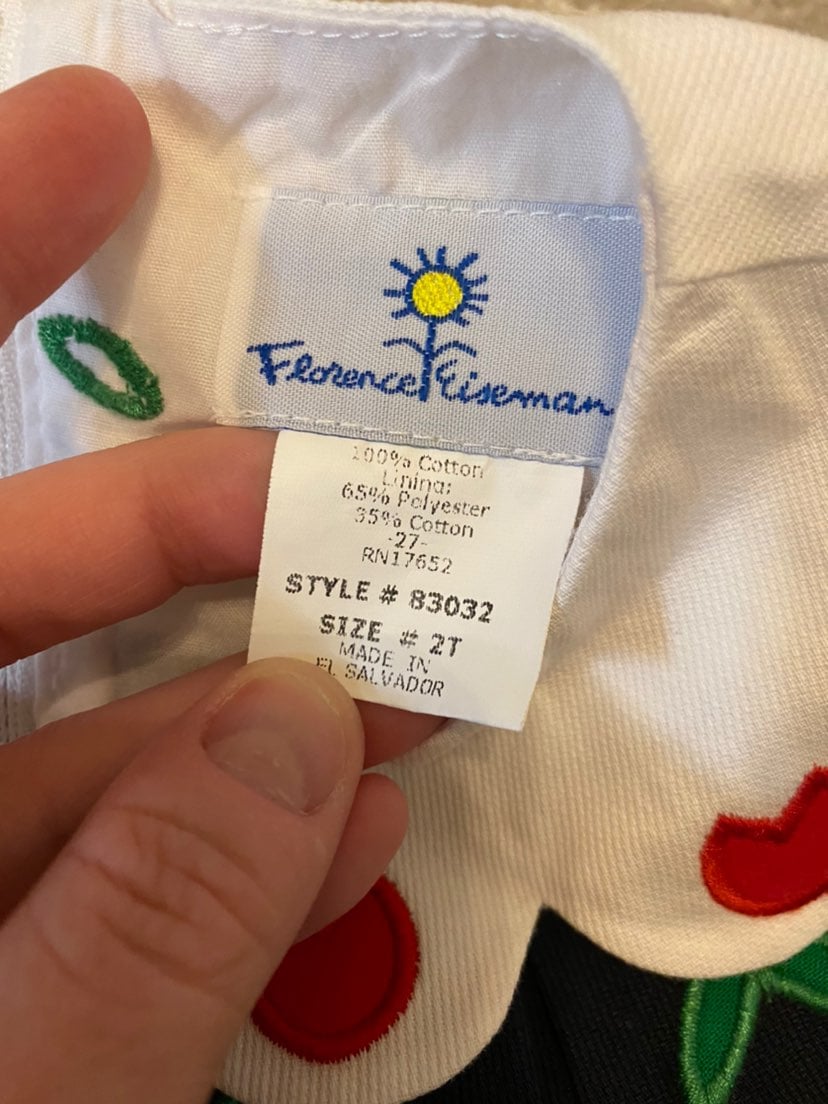 Florence Eiseman
100% Cotton
Lining:
65% Polyester
35% Cotton
-27-
RN17652
STYLE # 83032
SIZE # 2T
MADE IN
EL SALVADOR